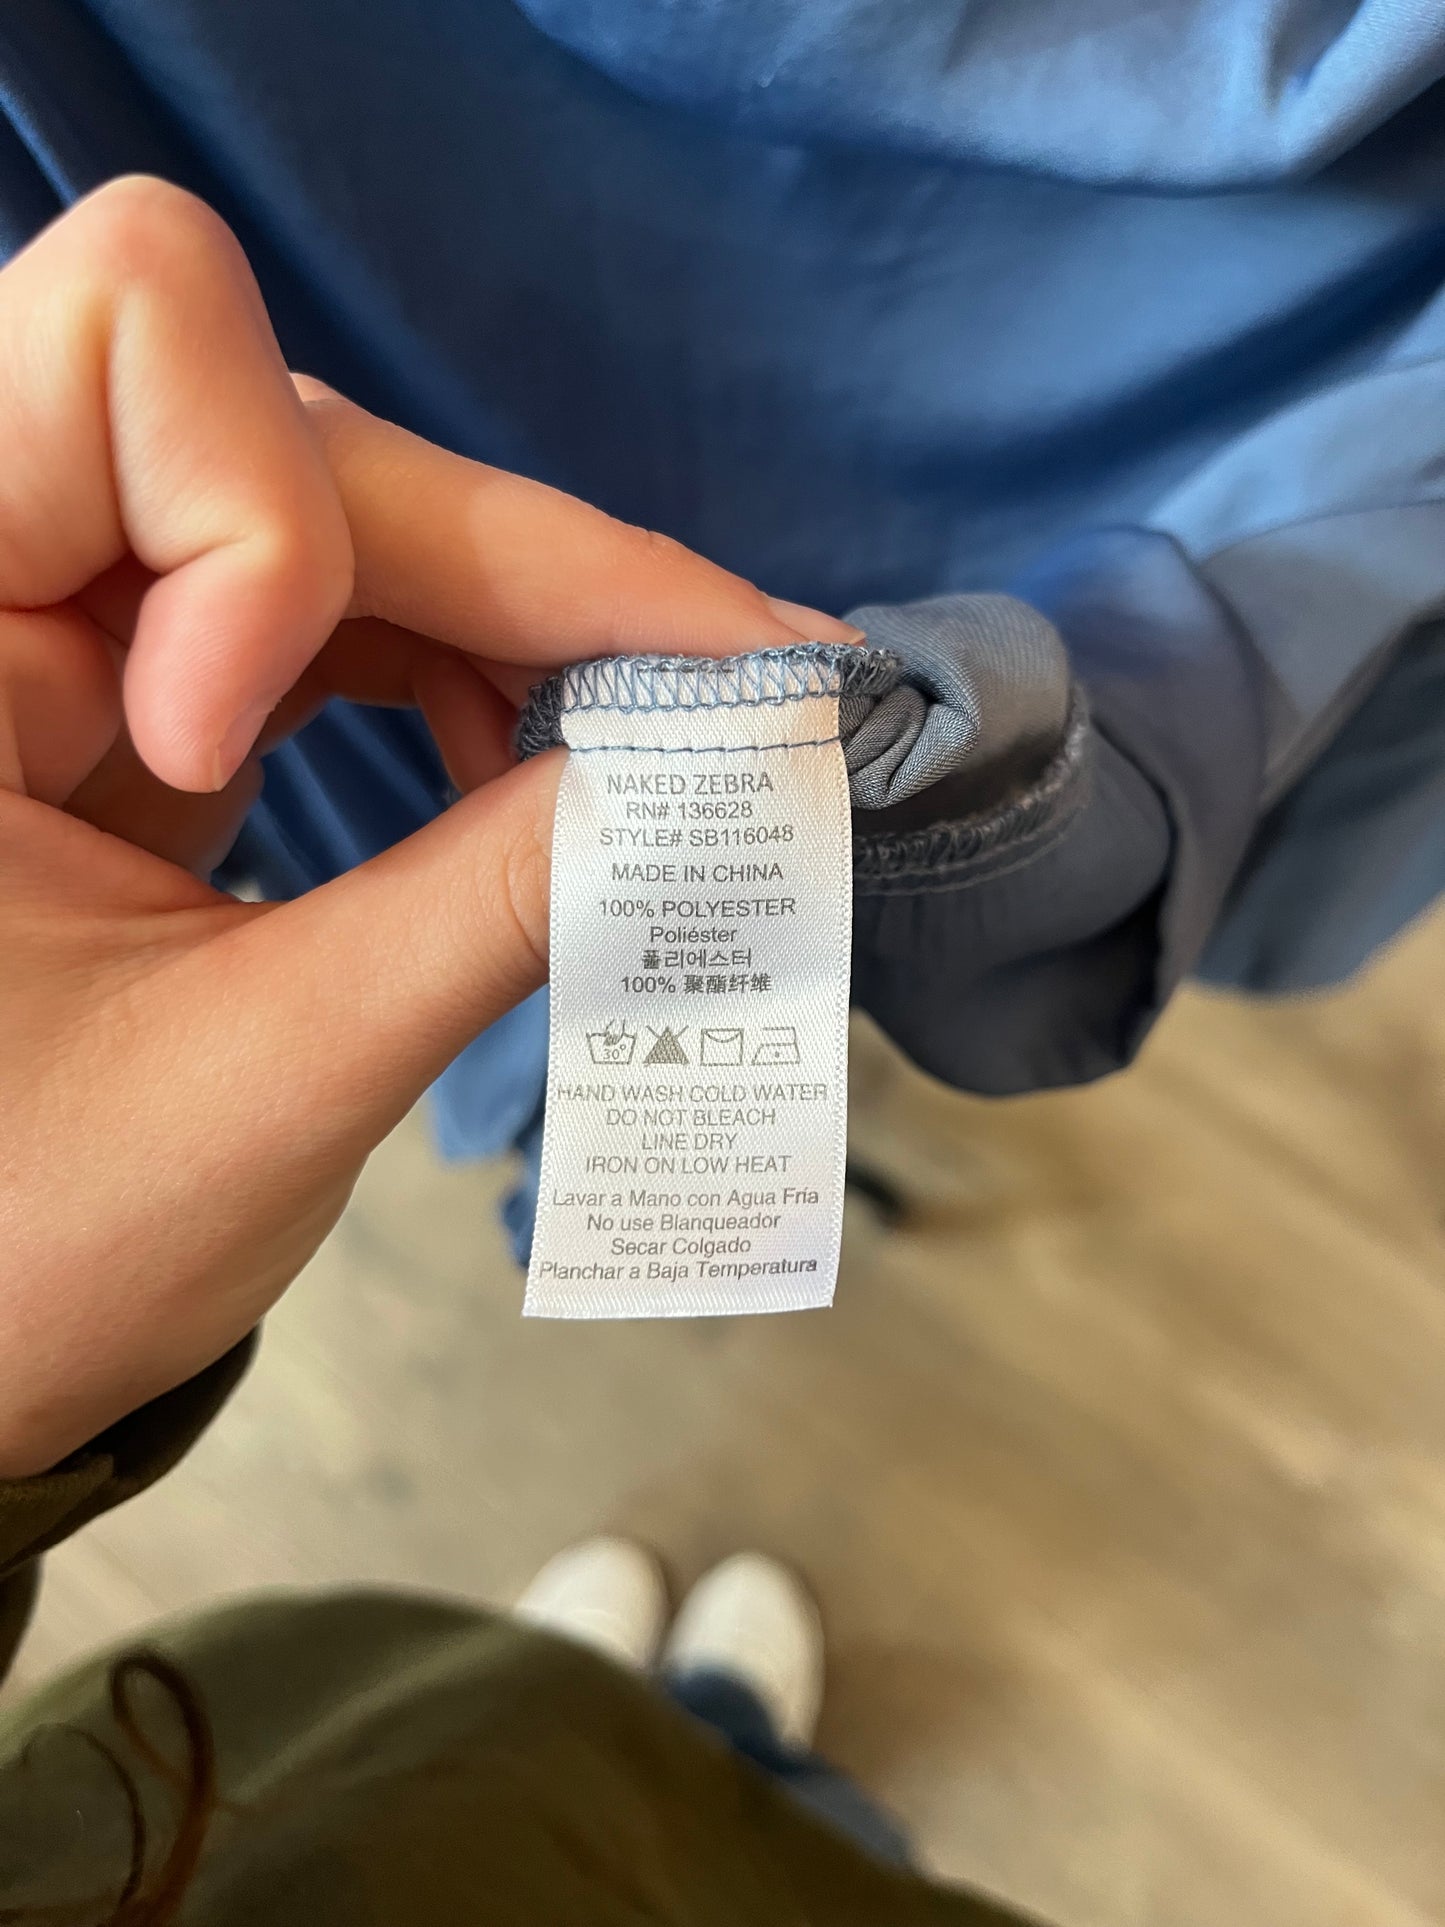 NAKED ZEBRA
RN# 136628
STYLE# SB116048
MADE IN CHINA
100% POLYESTER
Poliéster
폴리에스터
100% 聚酯纤维
30°
HAND WASH COLD WATER
DO NOT BLEACH
LINE DRY
IRON ON LOW HEAT
Lavar a Mano con Agua Fría
No use Blanqueador
Secar Colgado
Planchar a Baja Temperatura